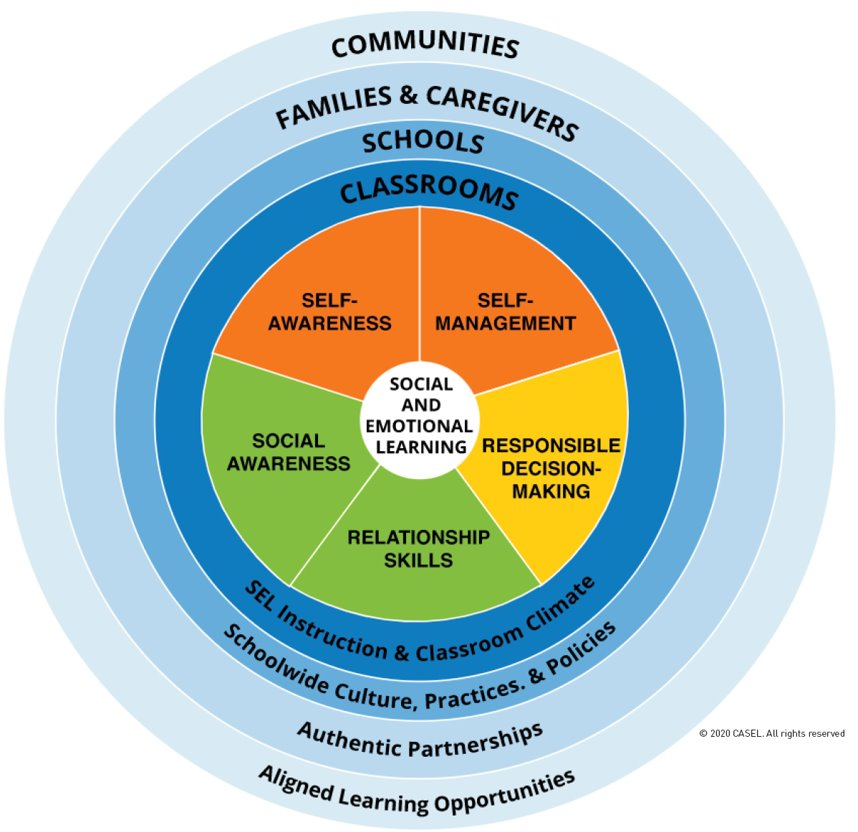 COMMUNITIES
FAMILIES & CAREGIVERS
SCHOOLS
CLASSROOMS
SELF-
AWARENESS
SELF-
MANAGEMENT
SOCIAL
AND
EMOTIONAL
LEARNING
SOCIAL
AWARENESS
RESPONSIBLE
DECISION-
MAKING
RELATIONSHIP
SKILLS
SEL Instruction & Classroom Climate
Schoolwide Culture, Practices. & Policies
Authentic Partnerships
Aligned Learning Opportunities
© 2020 CASEL. All rights reserved